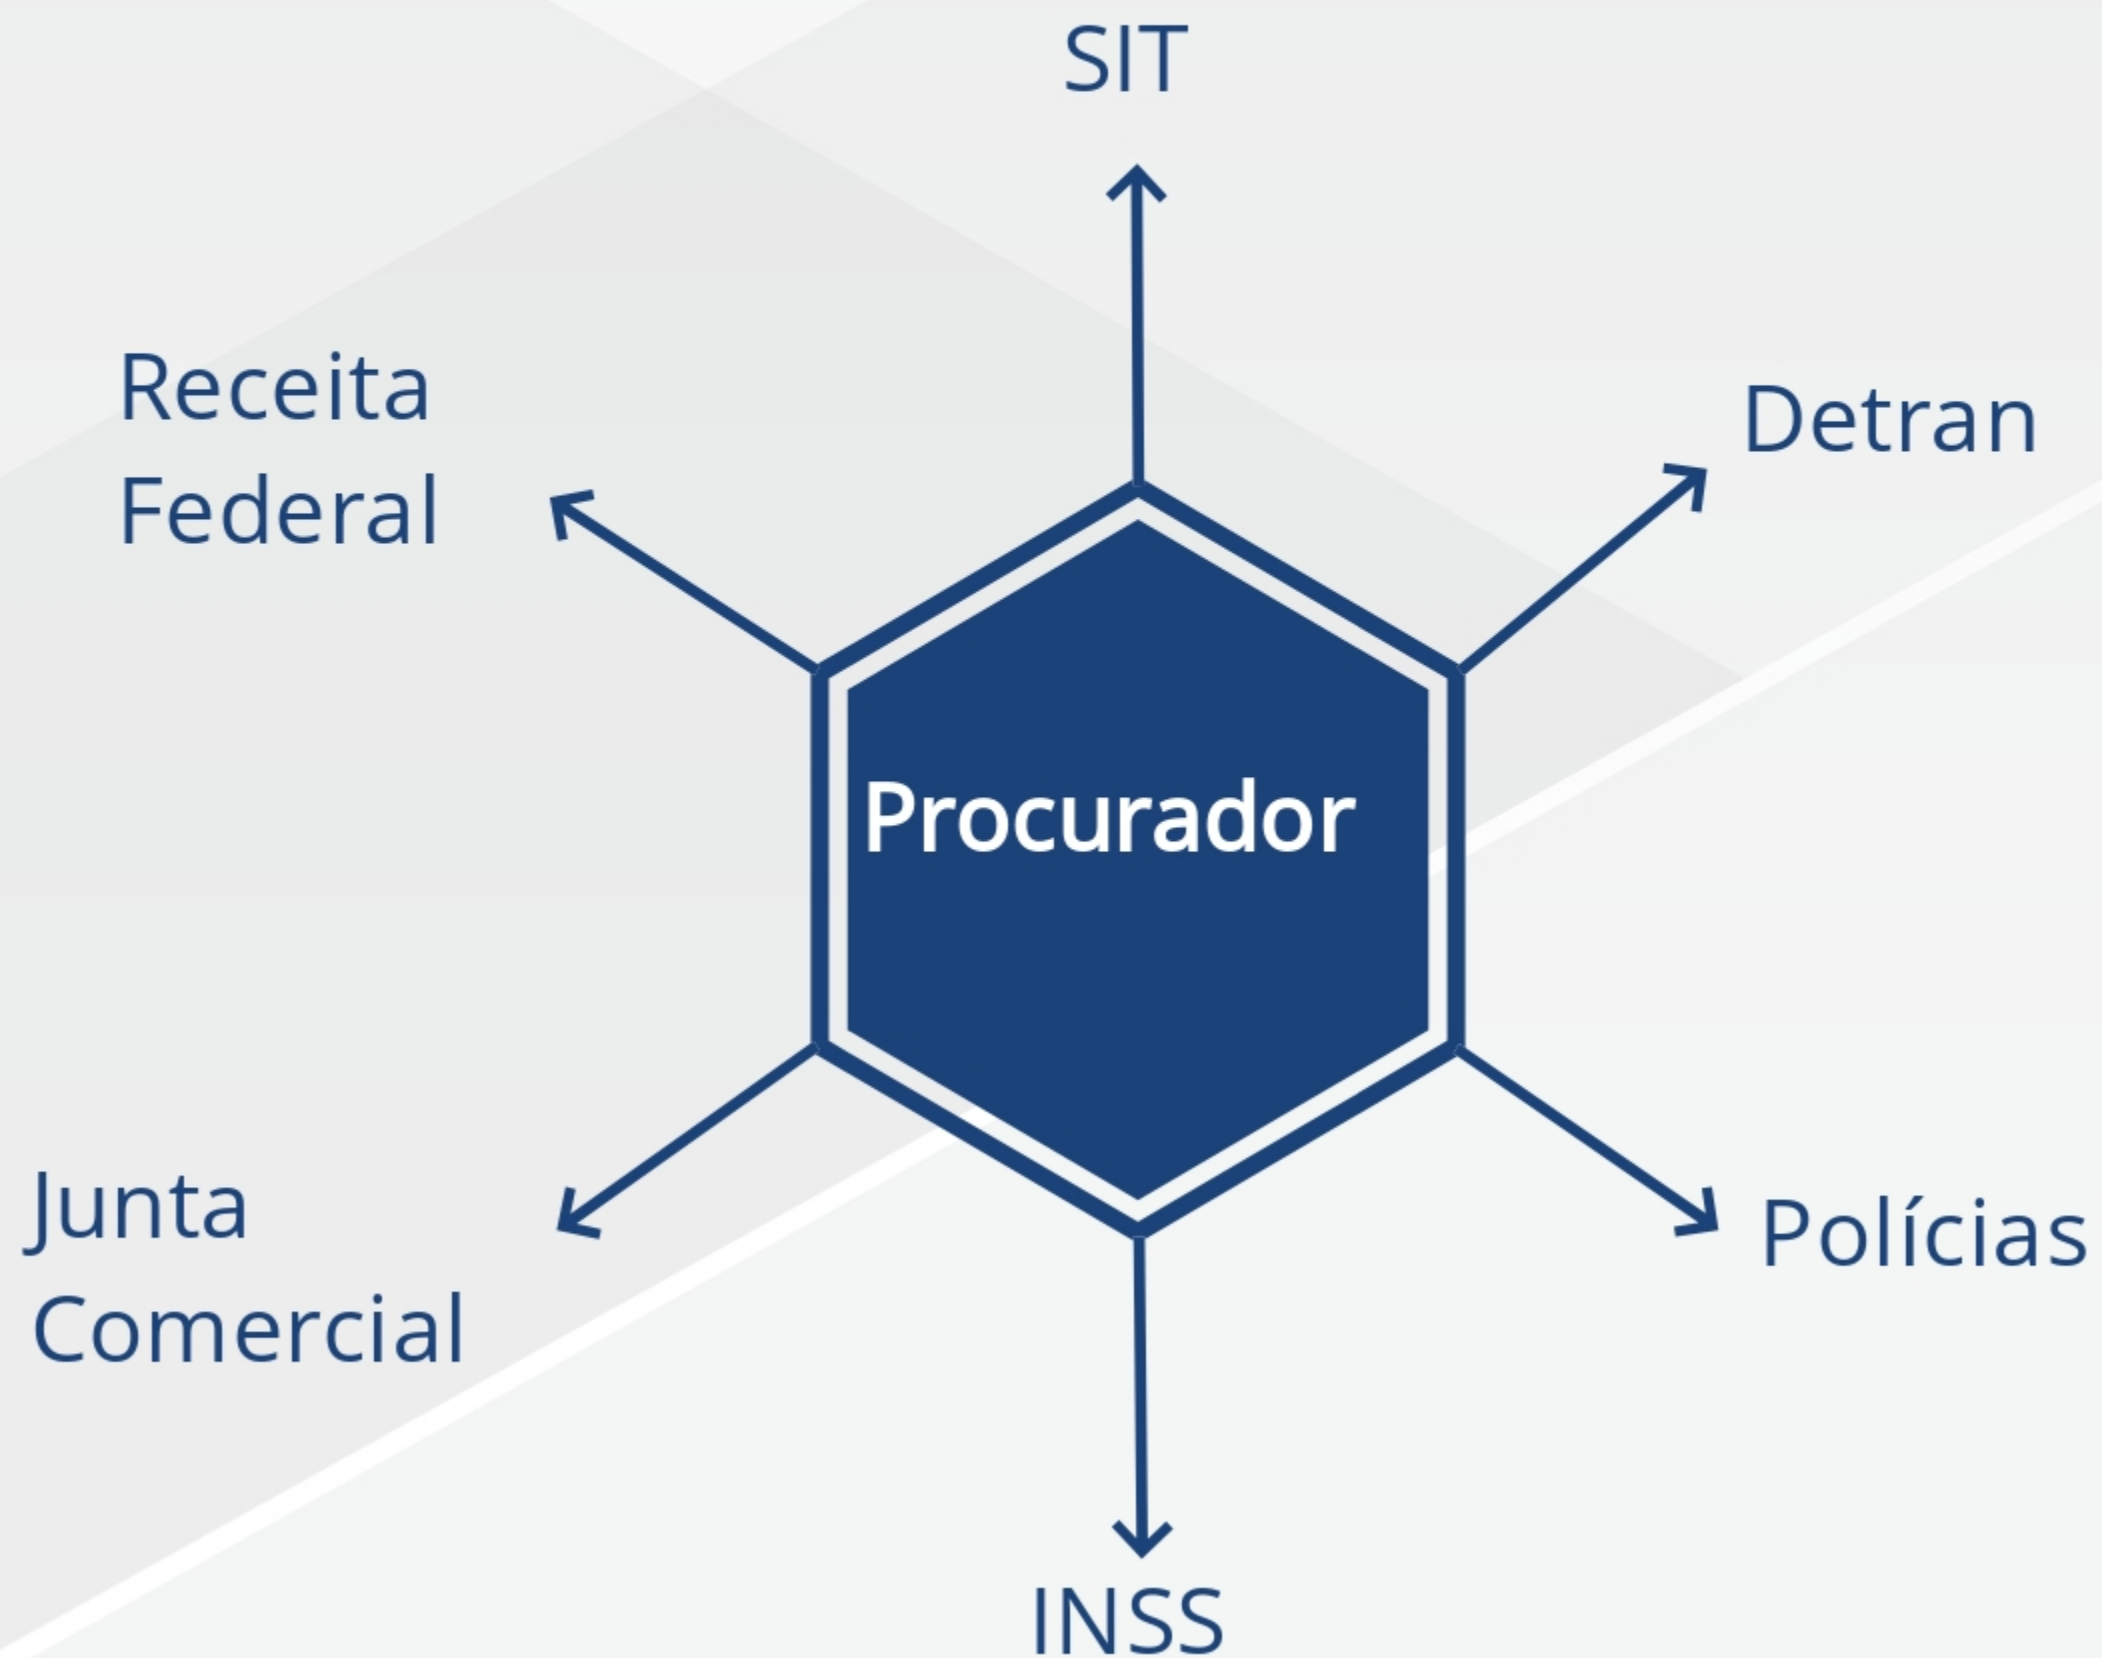 SIT
Receita
Federal
Detran
Procurador
Junta
Comercial
Polícias
INSS